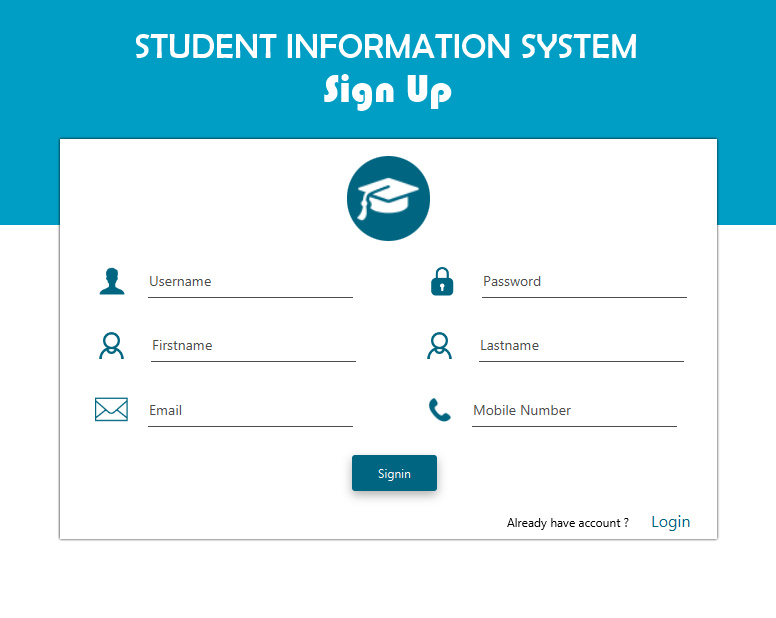 STUDENT INFORMATION SYSTEM
Sign Up
Username
Password
Firstname
Lastname
Email
Mobile Number
Signin
Already have account ? Login